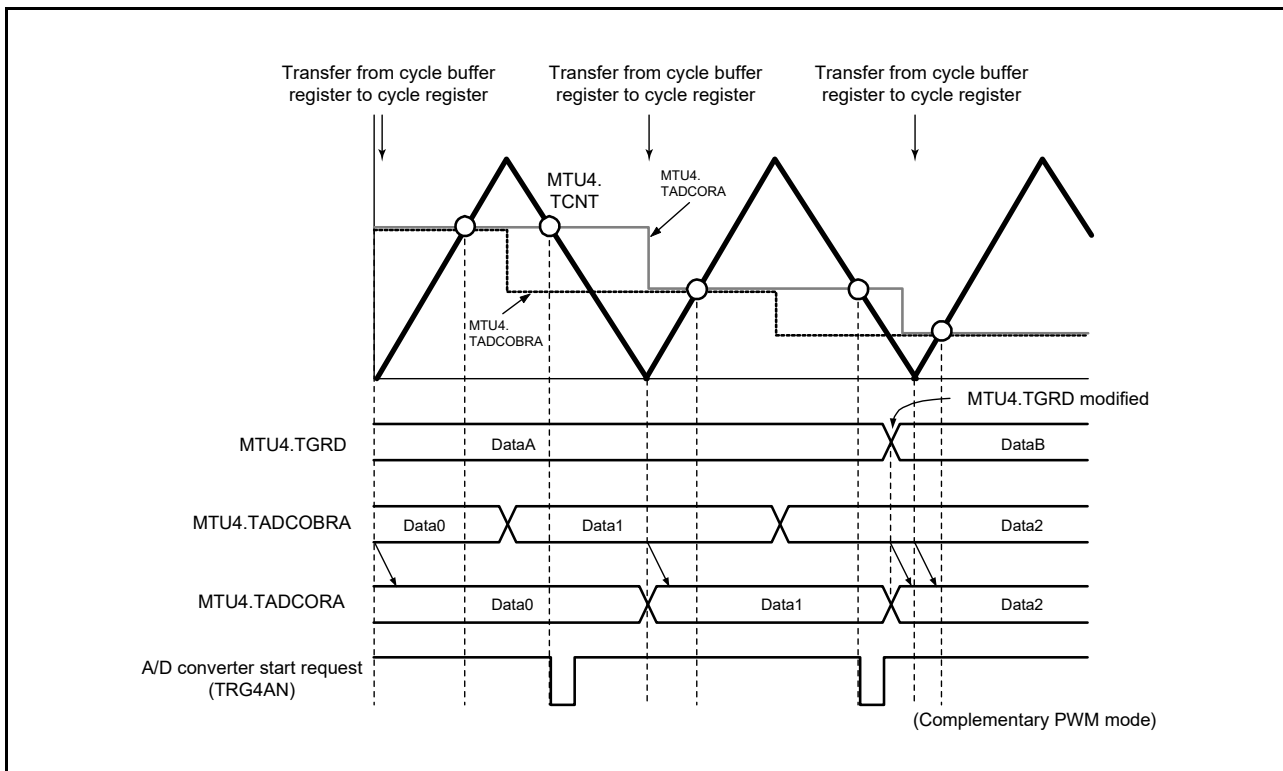 Transfer from cycle buffer
register to cycle register
Transfer from cycle buffer
register to cycle register
Transfer from cycle buffer
register to cycle register
MTU4.
TCNT
MTU4.
TADCORA
MTU4.
TADCOBRA
MTU4.TGRD modified
MTU4.TGRD
DataA
DataB
MTU4.TADCOBRA
Data0
Data1
Data2
MTU4.TADCORA
Data0
Data1
Data2
A/D converter start request
(TRG4AN)
(Complementary PWM mode)